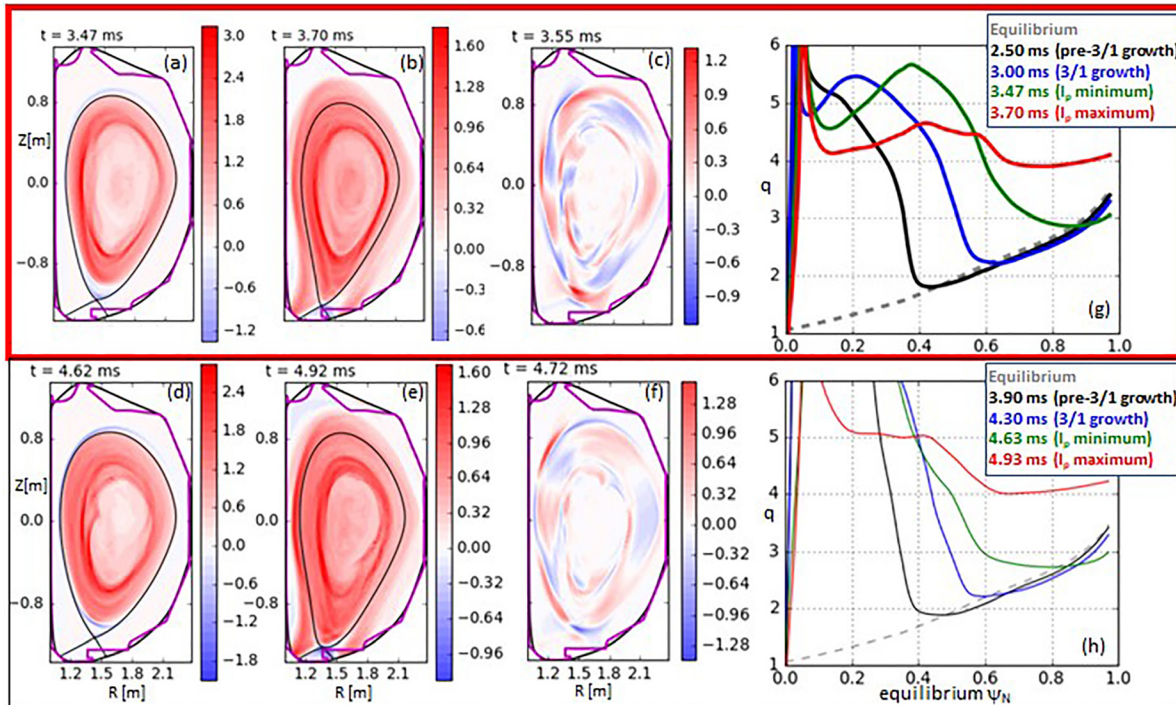 t = 3.47 ms
(a)
0.8
Z[m]
0.0
−0.8
3.0
2.4
1.8
1.2
0.6
0.0
−0.6
−1.2
t = 3.70 ms
(b)
1.60
1.28
0.96
0.64
0.32
0.0
−0.3
−0.6
t = 3.55 ms
(c)
1.2
0.9
0.6
0.3
0.0
−0.3
−0.6
−0.9
Equilibrium
2.50 ms (pre-3/1 growth)
3.00 ms (3/1 growth)
3.47 ms (Ip minimum)
3.70 ms (Ip maximum)
6
5
4
q
3
2
1
0.0 0.2 0.4 0.6 0.8 1.0
(g)
t = 4.62 ms
(d)
0.8
Z[m]
0.0
−0.8
1.2 1.5 1.8 2.1
R [m]
2.4
1.8
1.2
0.6
0.0
−0.6
−1.2
−1.8
t = 4.92 ms
(e)
1.2 1.5 1.8 2.1
R [m]
1.60
1.28
0.96
0.64
0.32
0.00
−0.32
−0.64
−0.96
t = 4.72 ms
(f)
1.2 1.5 1.8 2.1
R [m]
1.28
0.96
0.64
0.32
0.00
−0.32
−0.64
−0.96
−1.28
Equilibrium
3.90 ms (pre-3/1 growth)
4.30 ms (3/1 growth)
4.63 ms (Ip minimum)
4.93 ms (Ip maximum)
6
5
4
q
3
2
1
(h)
0.0 0.2 0.4 0.6 0.8 1.0
equilibrium ψN